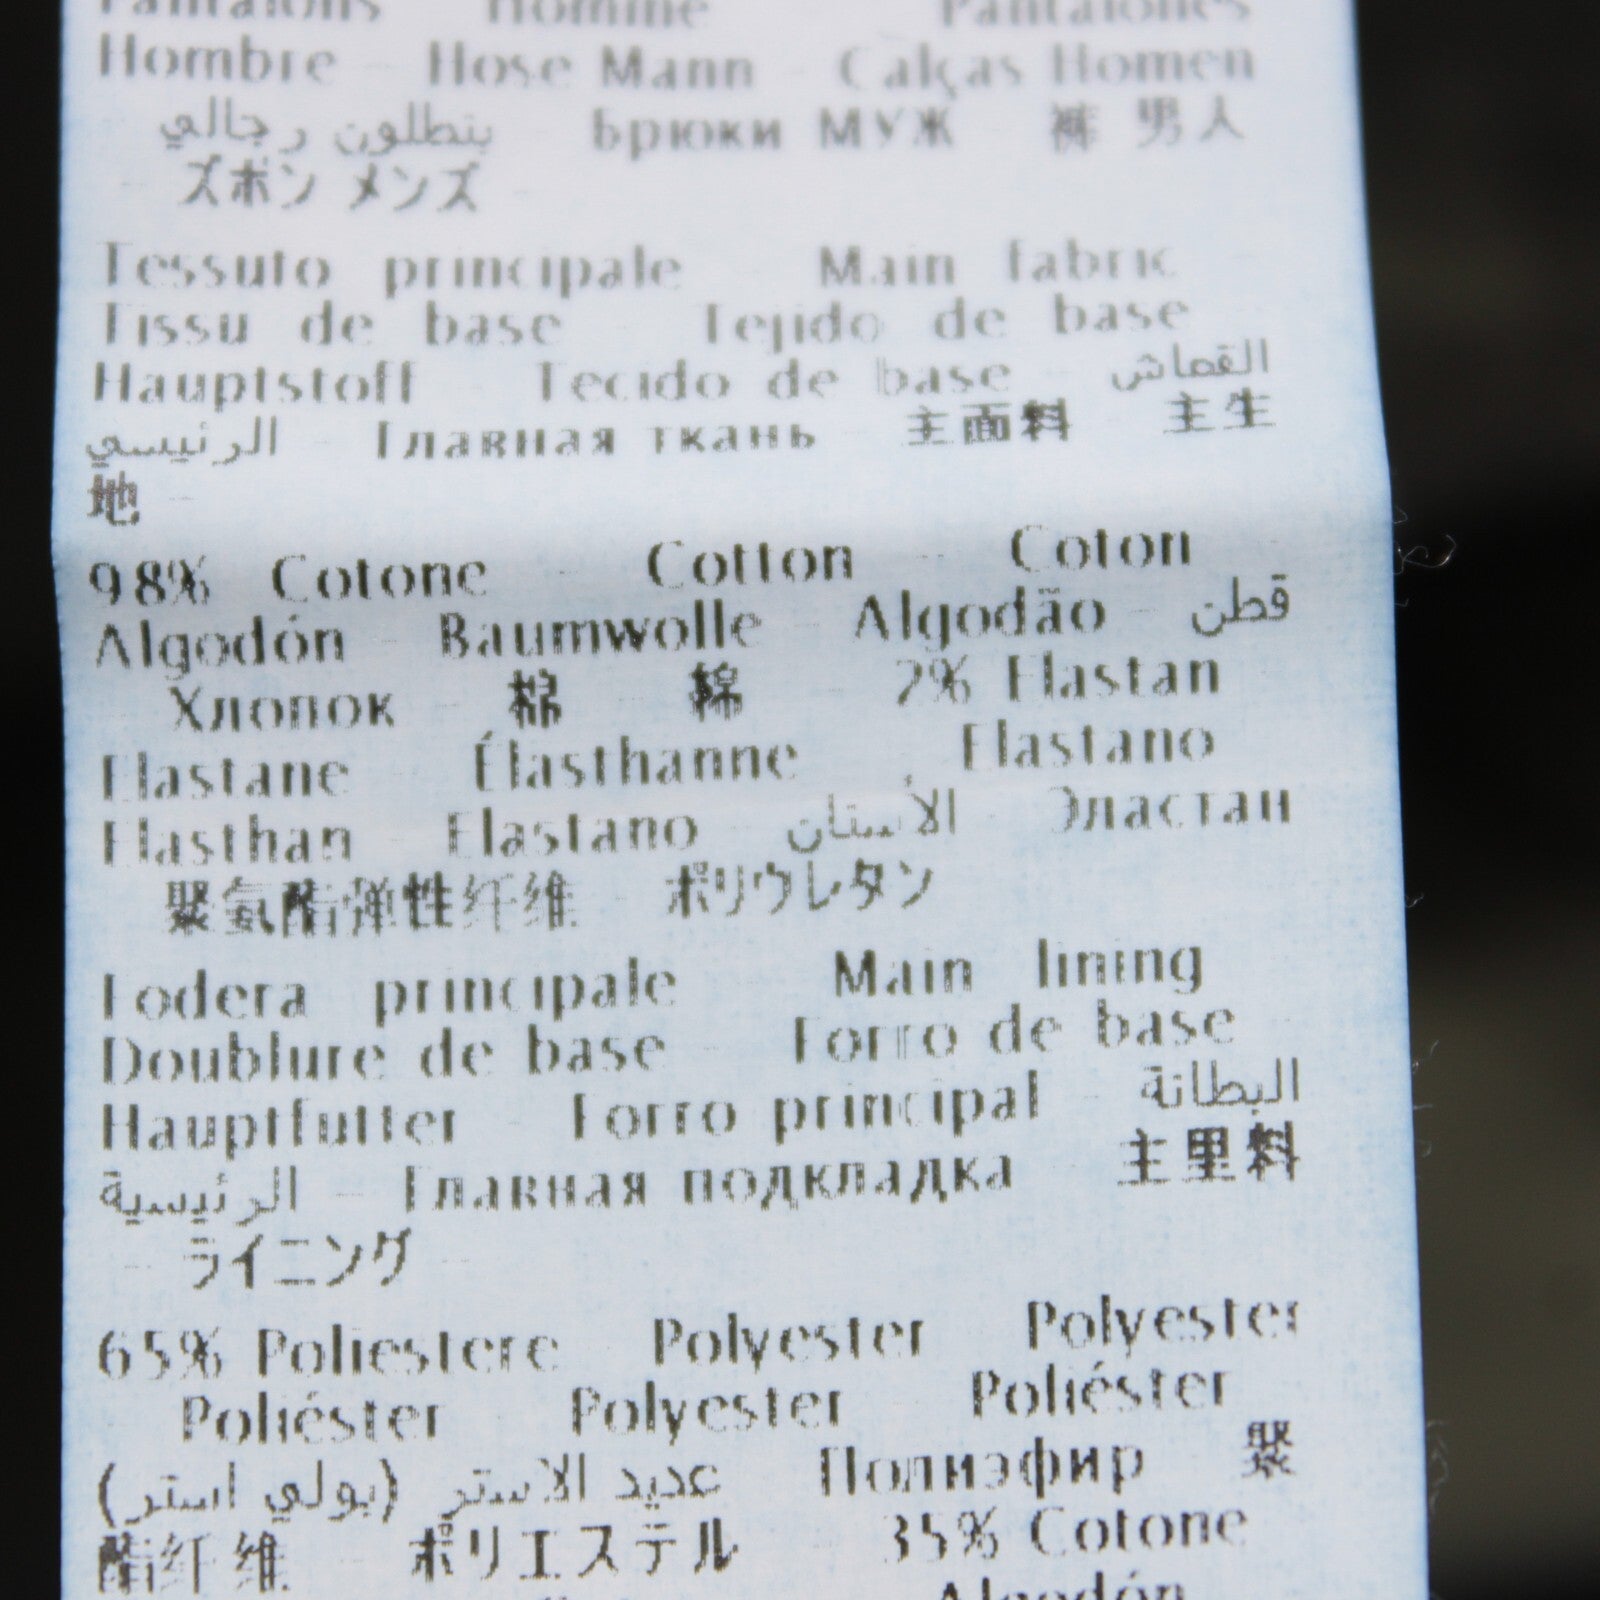 Pantalons Homme Pantalones
Hombre - Hose Mann - Calças Homen
بنطلون رجالي - Брюки МУЖ - 裤 男人
- ズボン メンズ
Tessuto principale - Main fabric -
Tissu de base - Tejido de base -
Hauptstoff - Tecido de base - القماش
الرئيسي - Главная ткань - 主面料 - 主生
地
98% Cotone - Cotton - Coton -
Algodón - Baumwolle - Algodão - قطن
- Хлопок - 棉 - 綿 2% Elastan
Elastane - Élasthanne - Elastano -
Elasthan - Elastano - الاستان - Эластан
- 聚氨酯弹性纤维 - ポリウレタン
Fodera principale - Main lining -
Doublure de base - Forro de base -
Hauptfutter - Forro principal - البطانة
الرئيسية - Главная подкладка - 主里料
- ライニング
65% Poliestere - Polyester - Polyester
- Poliéster - Polyester - Poliéster -
عديد الاستر (بولي استر) - Полиэфир - 聚
酯纤维 - ポリエステル 35% Cotone
Algodón